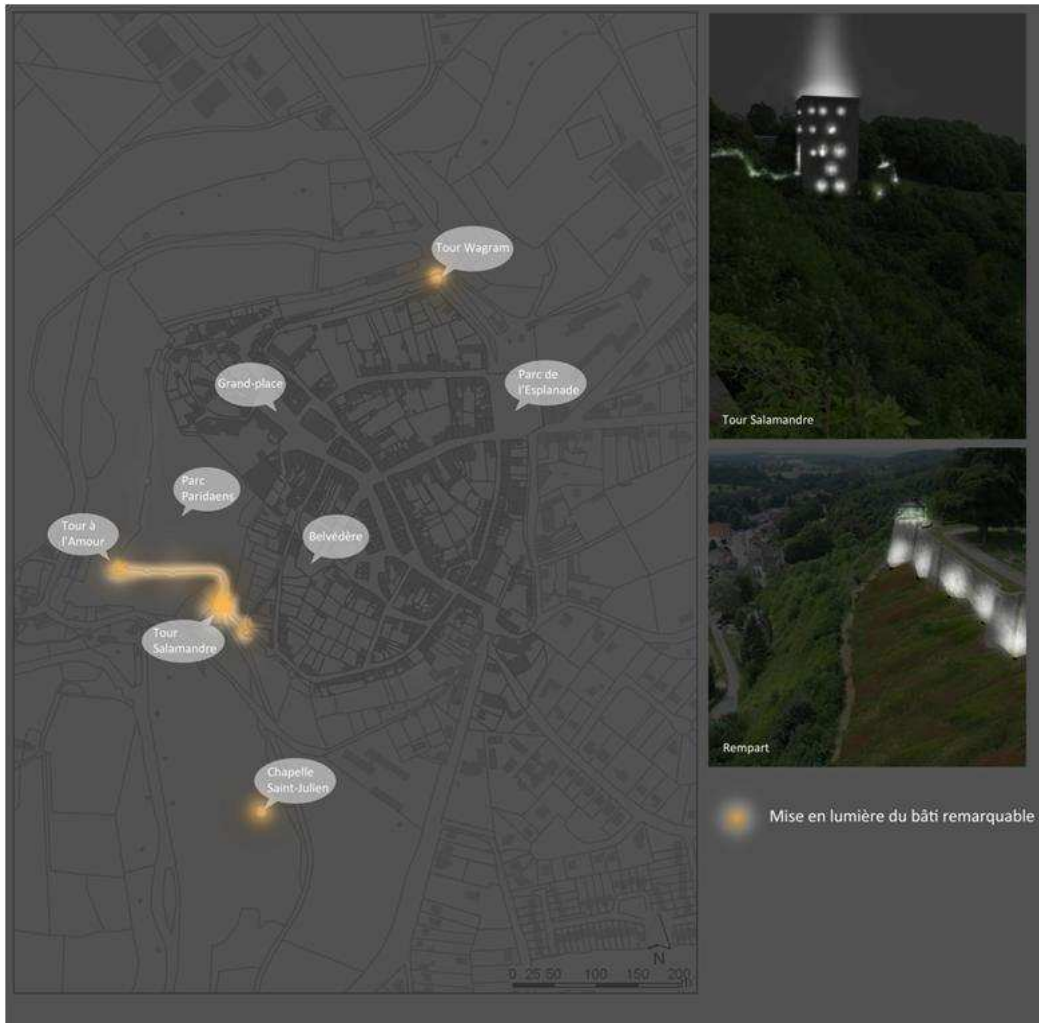 Tour Wagram
Grand-place
Parc de
l'Esplanade
Parc
Paridaens
Tour à
l'Amour
Belvédère
Tour
Salamandre
Chapelle
Saint-Julien
N
0 25 50 100 150 200
m
Tour Salamandre
Rempart
Mise en lumière du bâti remarquable